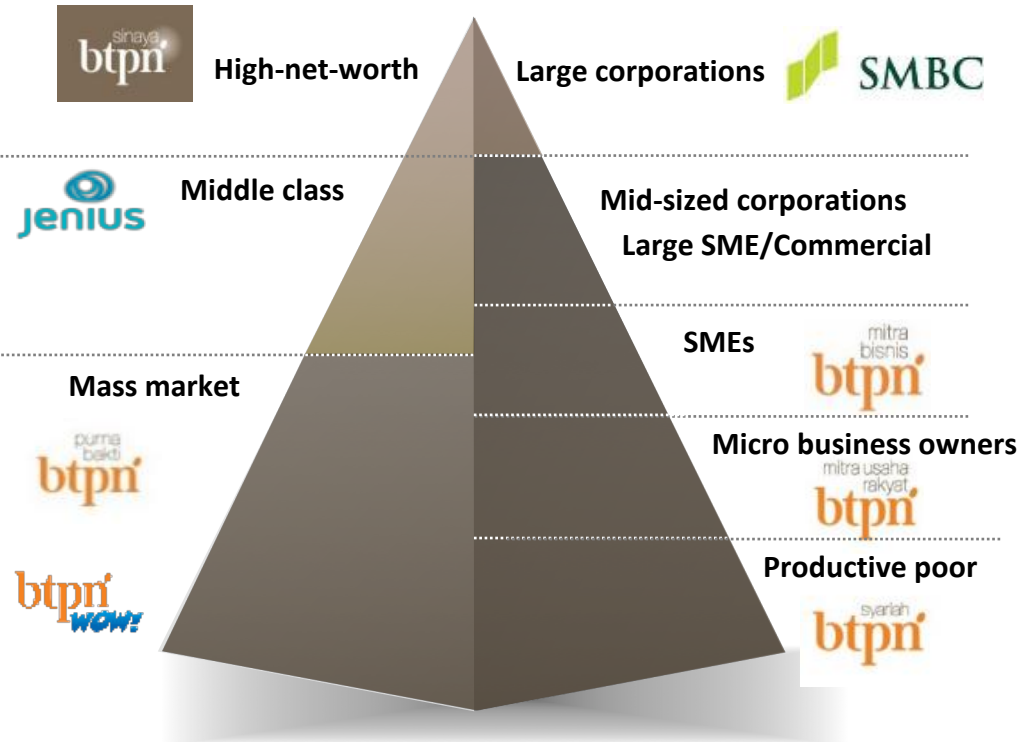 sinaya
btpn
High-net-worth
Large corporations
SMBC
jenius
Middle class
Mid-sized corporations
Large SME/Commercial
SMEs
mitra
bisnis
btpn
Mass market
purna
bakti
btpn
Micro business owners
mitra usaha
rakyat
btpn
btpn
WOW!
Productive poor
syariah
btpn